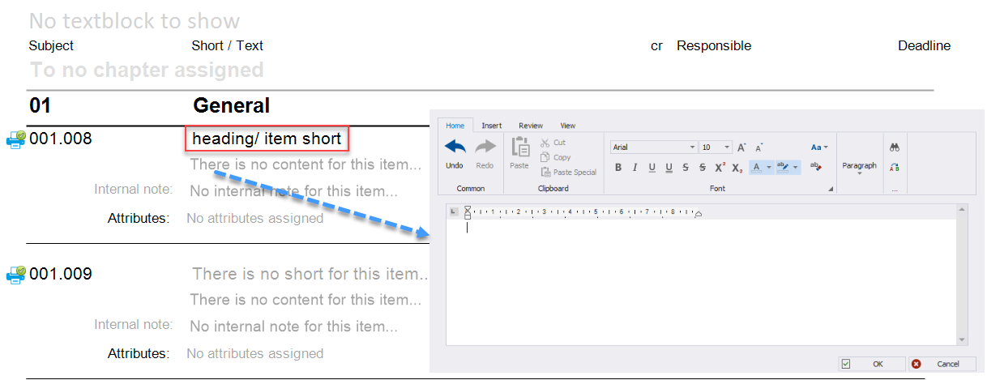 No textblock to show
Subject Short / Text cr Responsible Deadline
To no chapter assigned
01 General
001.008 heading/ item short
There is no content for this item...
Internal note: No internal note for this item...
Attributes: No attributes assigned
001.009 There is no short for this item...
There is no content for this item...
Internal note: No internal note for this item...
Attributes: No attributes assigned
Home Insert Review View
Undo Redo Paste Cut
Copy
Paste Special
Common Clipboard
Arial 10 A A Aa
B I U U S S X² X₂ A ab ab
Font
Paragraph
A B
...
L 1 2 3 4 5 6 7 8
OK Cancel